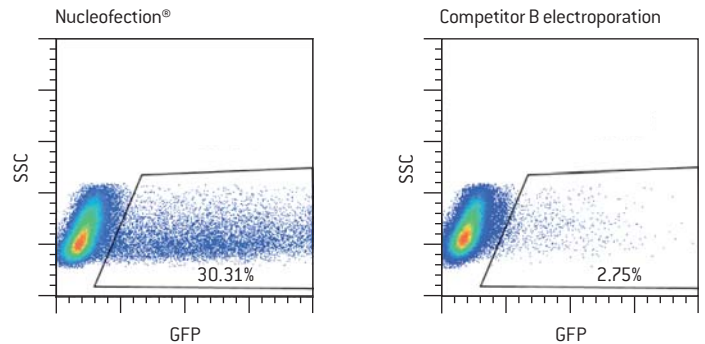 Nucleofection®
SSC
30.31%
GFP
Competitor B electroporation
SSC
2.75%
GFP